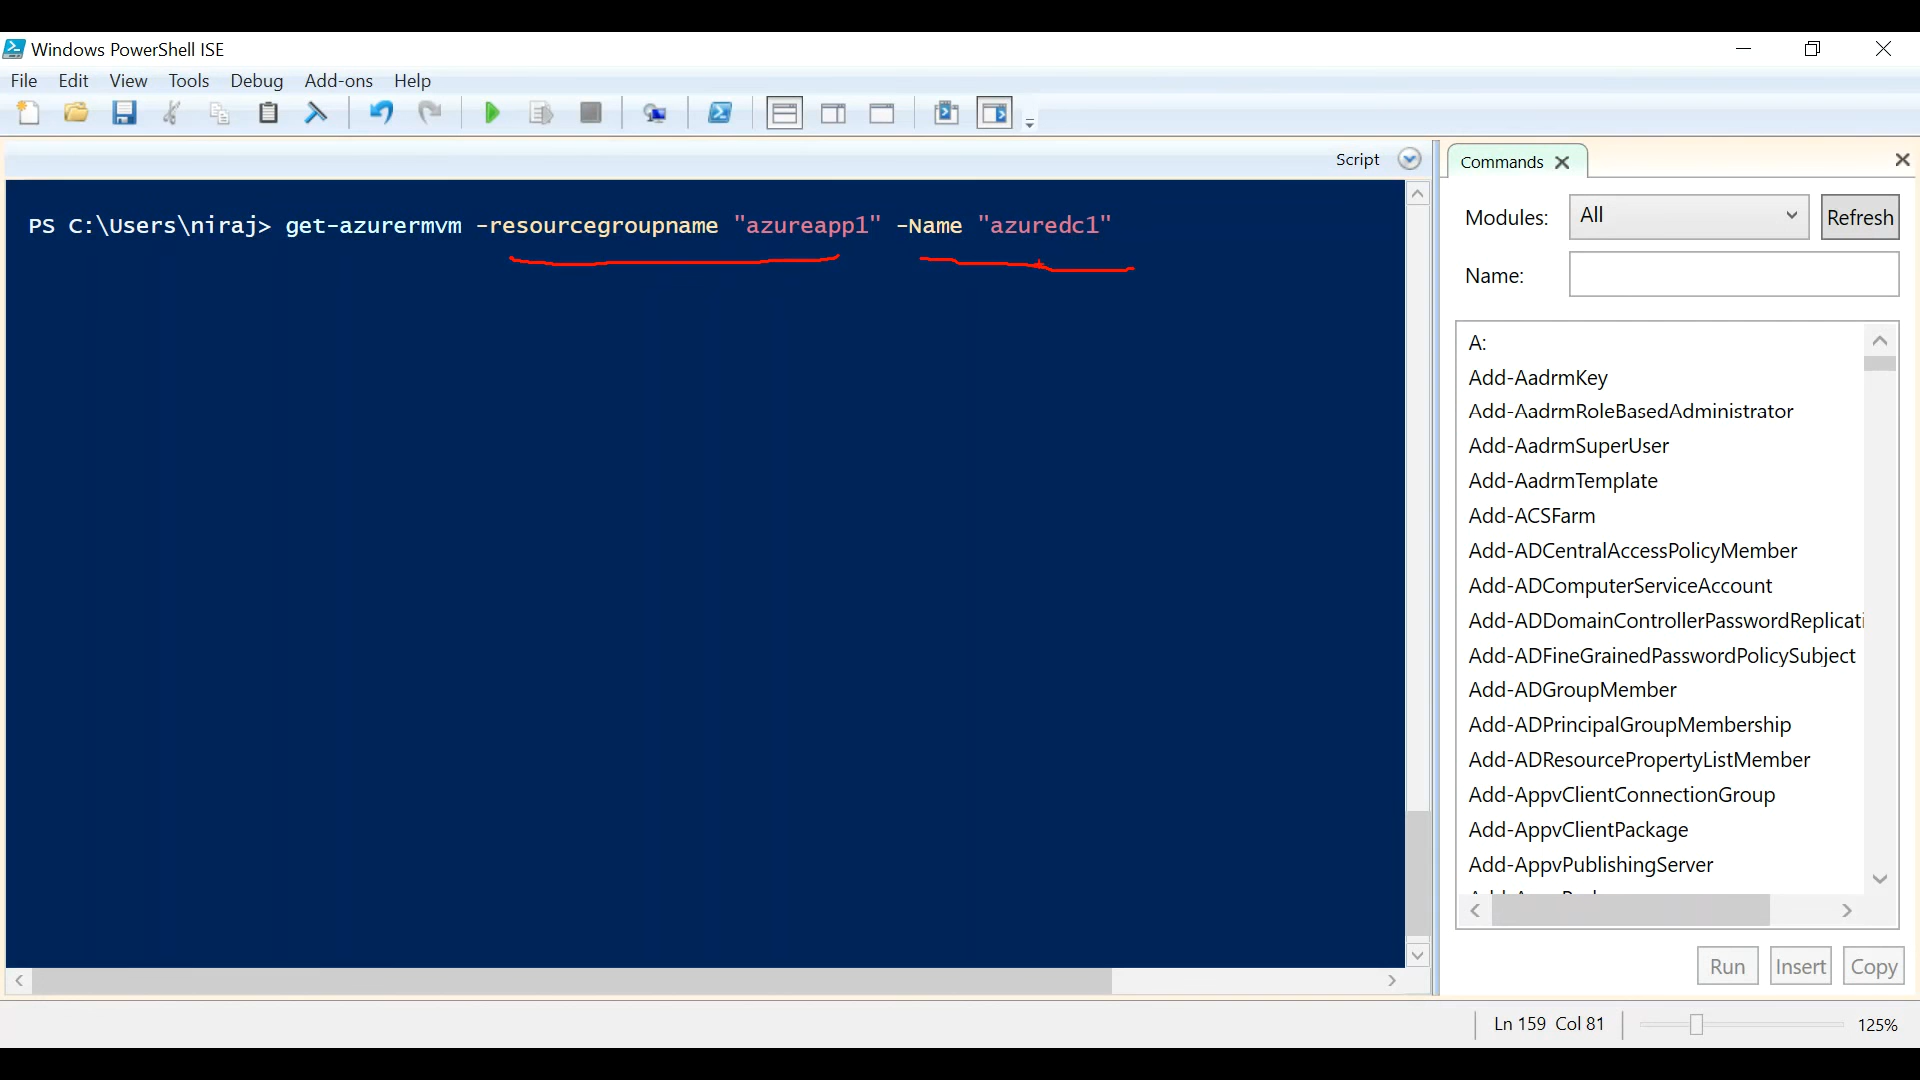 Windows PowerShell ISE
File Edit View Tools Debug Add-ons Help
Script
PS C:\Users\niraj> get-azurermvm -resourcegroupname "azureapp1" -Name "azuredc1"
Commands
Modules: All Refresh
Name:
A:
Add-AadrmKey
Add-AadrmRoleBasedAdministrator
Add-AadrmSuperUser
Add-AadrmTemplate
Add-ACSFarm
Add-ADCentralAccessPolicyMember
Add-ADComputerServiceAccount
Add-ADDomainControllerPasswordReplicati
Add-ADFineGrainedPasswordPolicySubject
Add-ADGroupMember
Add-ADPrincipalGroupMembership
Add-ADResourcePropertyListMember
Add-AppvClientConnectionGroup
Add-AppvClientPackage
Add-AppvPublishingServer
Run Insert Copy
Ln 159 Col 81 125%